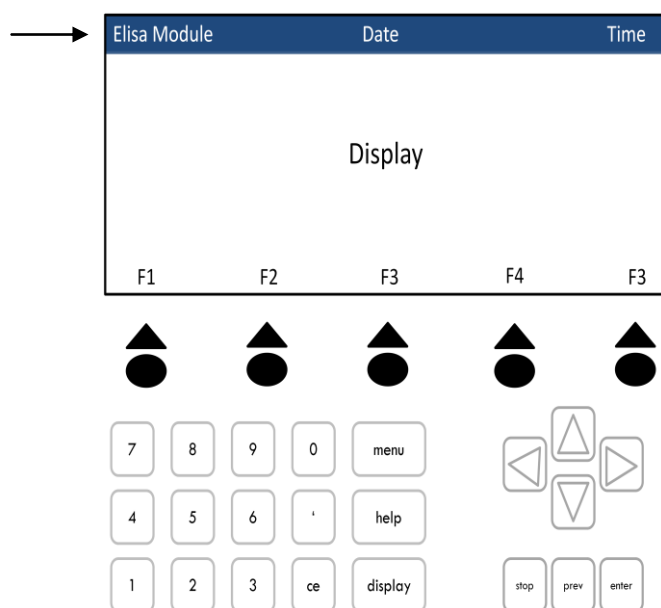 Elisa Module Date Time
Display
F1 F2 F3 F4 F3
7 8 9 0 menu
4 5 6 ‘ help
1 2 3 ce display stop prev enter